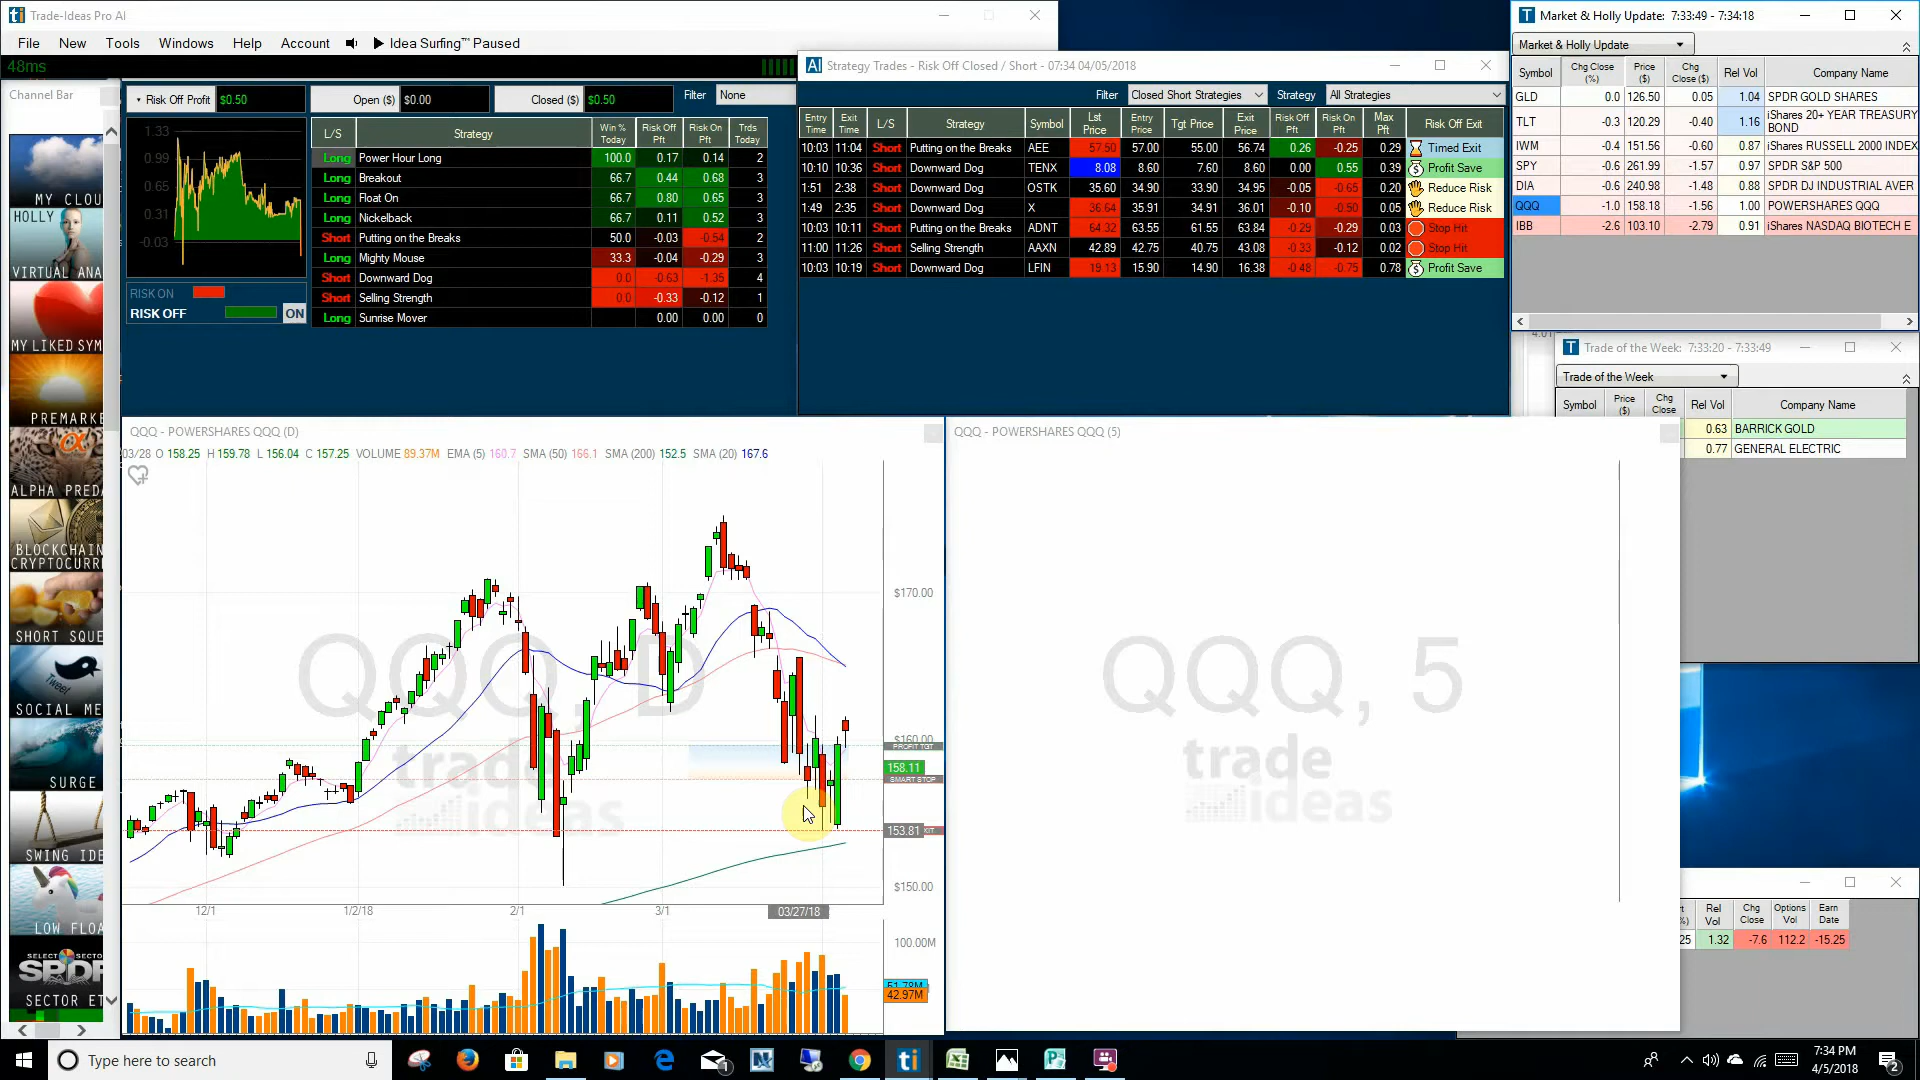 Trade-Ideas Pro AI
File New Tools Windows Help Account Idea Surfing™ Paused
48ms
Channel Bar
MY CLOU
HOLLY
VIRTUAL ANA
MY LIKED SYM
PREMARKE
ALPHA PRED
BLOCKCHAIN
CRYPTOCURR
SHORT SQUE
Tweet
SOCIAL ME
SURGE
SWING IDE
LOW FLOA
SELECT SECTO
SPDR
SECTOR ET
Risk Off Profit $0.50 Open ($) $0.00 Closed ($) $0.50 Filter None
1.33
0.99
0.65
0.31
-0.03
RISK ON
RISK OFF ON
L/S Strategy Win % Today Risk Off Pft Risk On Pft Trds Today
Long Power Hour Long 100.0 0.17 0.14 2
Long Breakout 66.7 0.44 0.68 3
Long Float On 66.7 0.80 0.65 3
Long Nickelback 66.7 0.11 0.52 3
Short Putting on the Breaks 50.0 -0.03 -0.54 2
Long Mighty Mouse 33.3 -0.04 -0.29 3
Short Downward Dog 0.0 -0.63 -1.35 4
Short Selling Strength 0.0 -0.33 -0.12 1
Long Sunrise Mover 0.00 0.00 0
AI Strategy Trades - Risk Off Closed / Short - 07:34 04/05/2018
Filter Closed Short Strategies Strategy All Strategies
Entry Time Exit Time L/S Strategy Symbol Lst Price Entry Price Tgt Price Exit Price Risk Off Pft Risk On Pft Max Pft Risk Off Exit
10:03 11:04 Short Putting on the Breaks AEE 57.50 57.00 55.00 56.74 0.26 -0.25 0.29 Timed Exit
10:10 10:36 Short Downward Dog TENX 8.08 8.60 7.60 8.60 0.00 0.55 0.39 Profit Save
1:51 2:38 Short Downward Dog OSTK 35.60 34.90 33.90 34.95 -0.05 -0.65 0.20 Reduce Risk
1:49 2:35 Short Downward Dog X 36.64 35.91 34.91 36.01 -0.10 -0.50 0.05 Reduce Risk
10:03 10:11 Short Putting on the Breaks ADNT 64.32 63.55 61.55 63.84 -0.29 -0.29 0.03 Stop Hit
11:00 11:26 Short Selling Strength AAXN 42.89 42.75 40.75 43.08 -0.33 -0.12 0.02 Stop Hit
10:03 10:19 Short Downward Dog LFIN 19.13 15.90 14.90 16.38 -0.48 -0.75 0.78 Profit Save
Market & Holly Update: 7:33:49 - 7:34:18
Market & Holly Update
Symbol Chg Close (%) Price ($) Chg Close ($) Rel Vol Company Name
GLD 0.0 126.50 0.05 1.04 SPDR GOLD SHARES
TLT -0.3 120.29 -0.40 1.16 iShares 20+ YEAR TREASURY BOND
IWM -0.4 151.56 -0.60 0.87 iShares RUSSELL 2000 INDEX
SPY -0.6 261.99 -1.57 0.97 SPDR S&P 500
DIA -0.6 240.98 -1.48 0.88 SPDR DJ INDUSTRIAL AVER
QQQ -1.0 158.18 -1.56 1.00 POWERSHARES QQQ
IBB -2.6 103.10 -2.79 0.91 iShares NASDAQ BIOTECH E
Trade of the Week: 7:33:20 - 7:33:49
Trade of the Week
Symbol Price ($) Chg Close Rel Vol Company Name
0.63 BARRICK GOLD
0.77 GENERAL ELECTRIC
QQQ - POWERSHARES QQQ (D)
03/28 O 158.25 H 159.78 L 156.04 C 157.25 VOLUME 89.37M EMA (5) 160.7 SMA (50) 166.1 SMA (200) 152.5 SMA (20) 167.6
QQQ, D
trade
ideas
$170.00
$160.00
PROFIT TGT
158.11
SMART STOP
153.81
$150.00
12/1 1/2/18 2/1 3/1 03/27/18
100.00M
51.78M
42.97M
QQQ - POWERSHARES QQQ (5)
QQQ, 5
trade
ideas
Rel Vol Chg Close Options Vol Earn Date
25 1.32 -7.6 112.2 -15.25
Type here to search
7:34 PM
4/5/2018